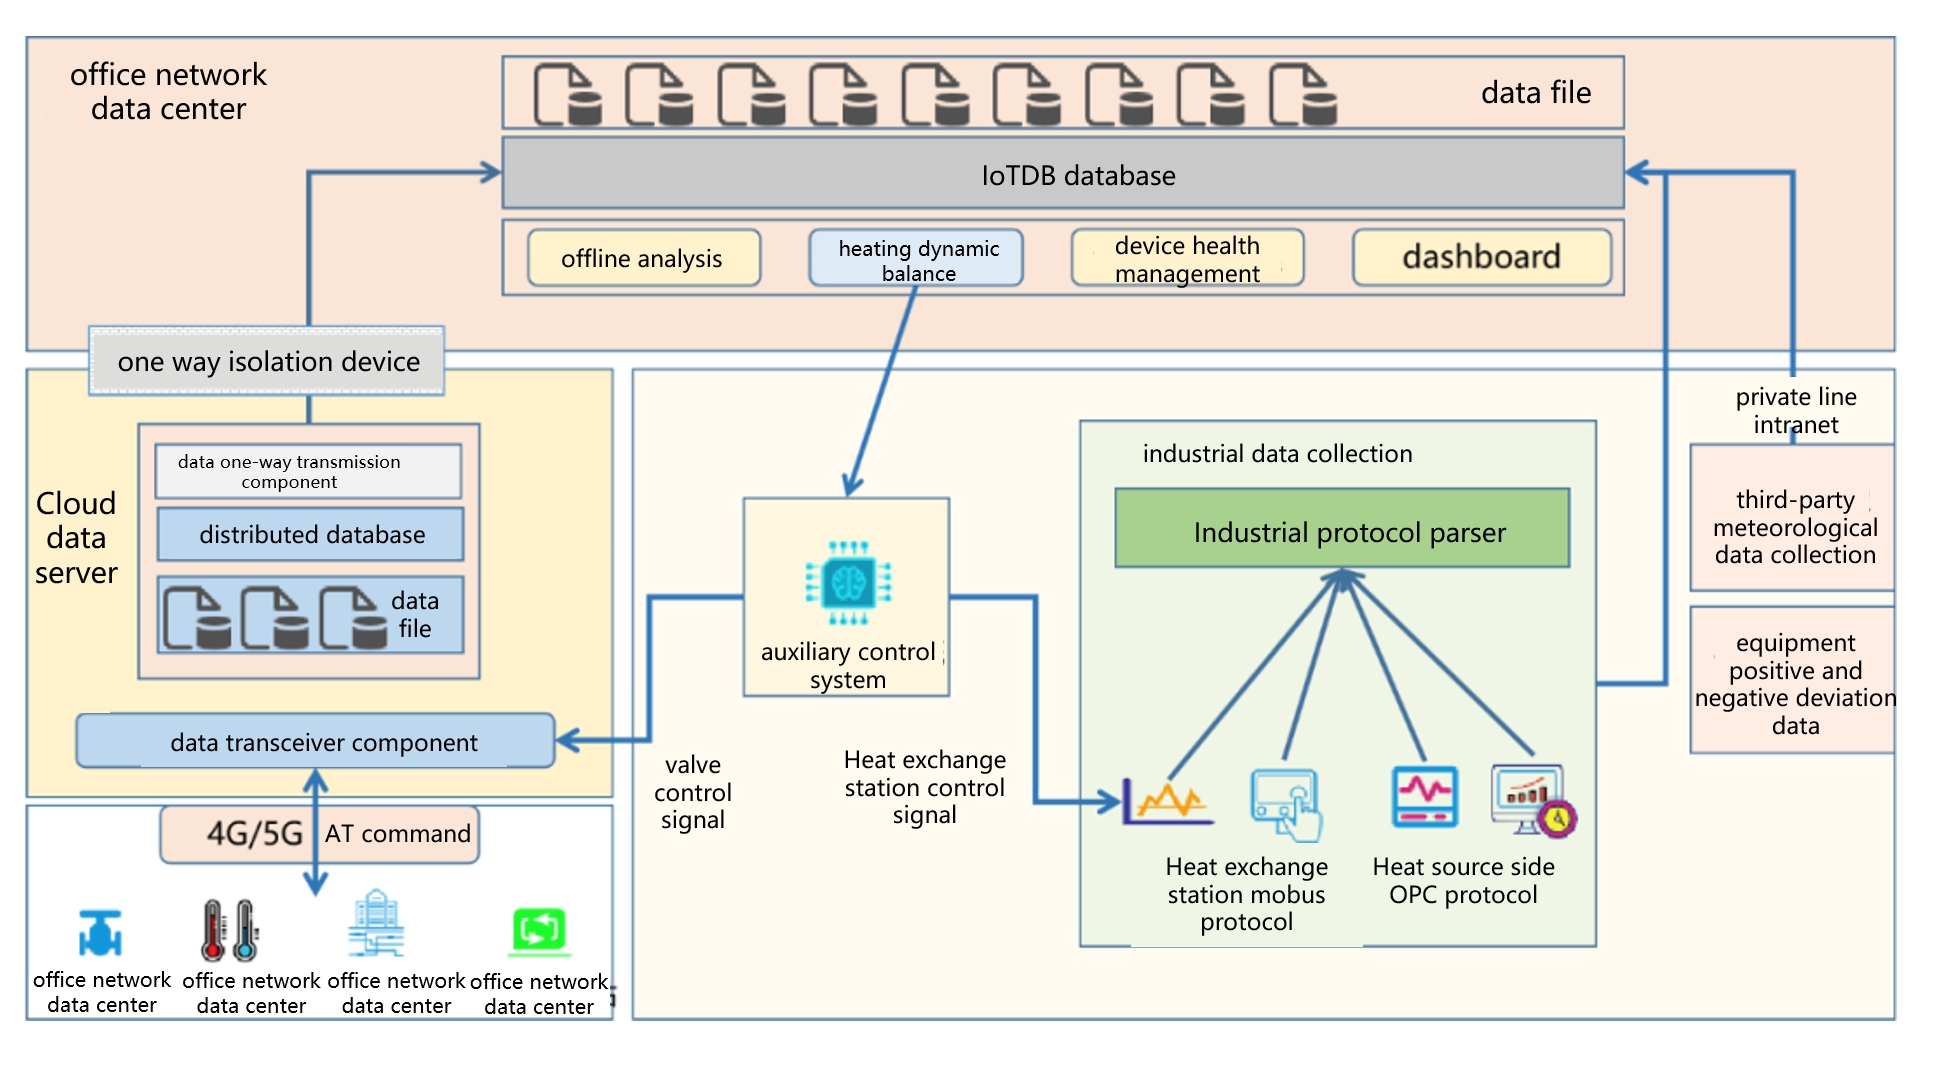 office network
data center
data file
IoTDB database
offline analysis
heating dynamic
balance
device health
management
dashboard
one way isolation device
Cloud
data
server
data one-way transmission
component
distributed database
data
file
data transceiver component
4G/5G
AT command
office network
data center
office network
data center
office network
data center
office network
data center
auxiliary control
system
valve
control
signal
Heat exchange
station control
signal
industrial data collection
Industrial protocol parser
Heat exchange
station mobus
protocol
Heat source side
OPC protocol
private line
intranet
third-party
meteorological
data collection
equipment
positive and
negative deviation
data